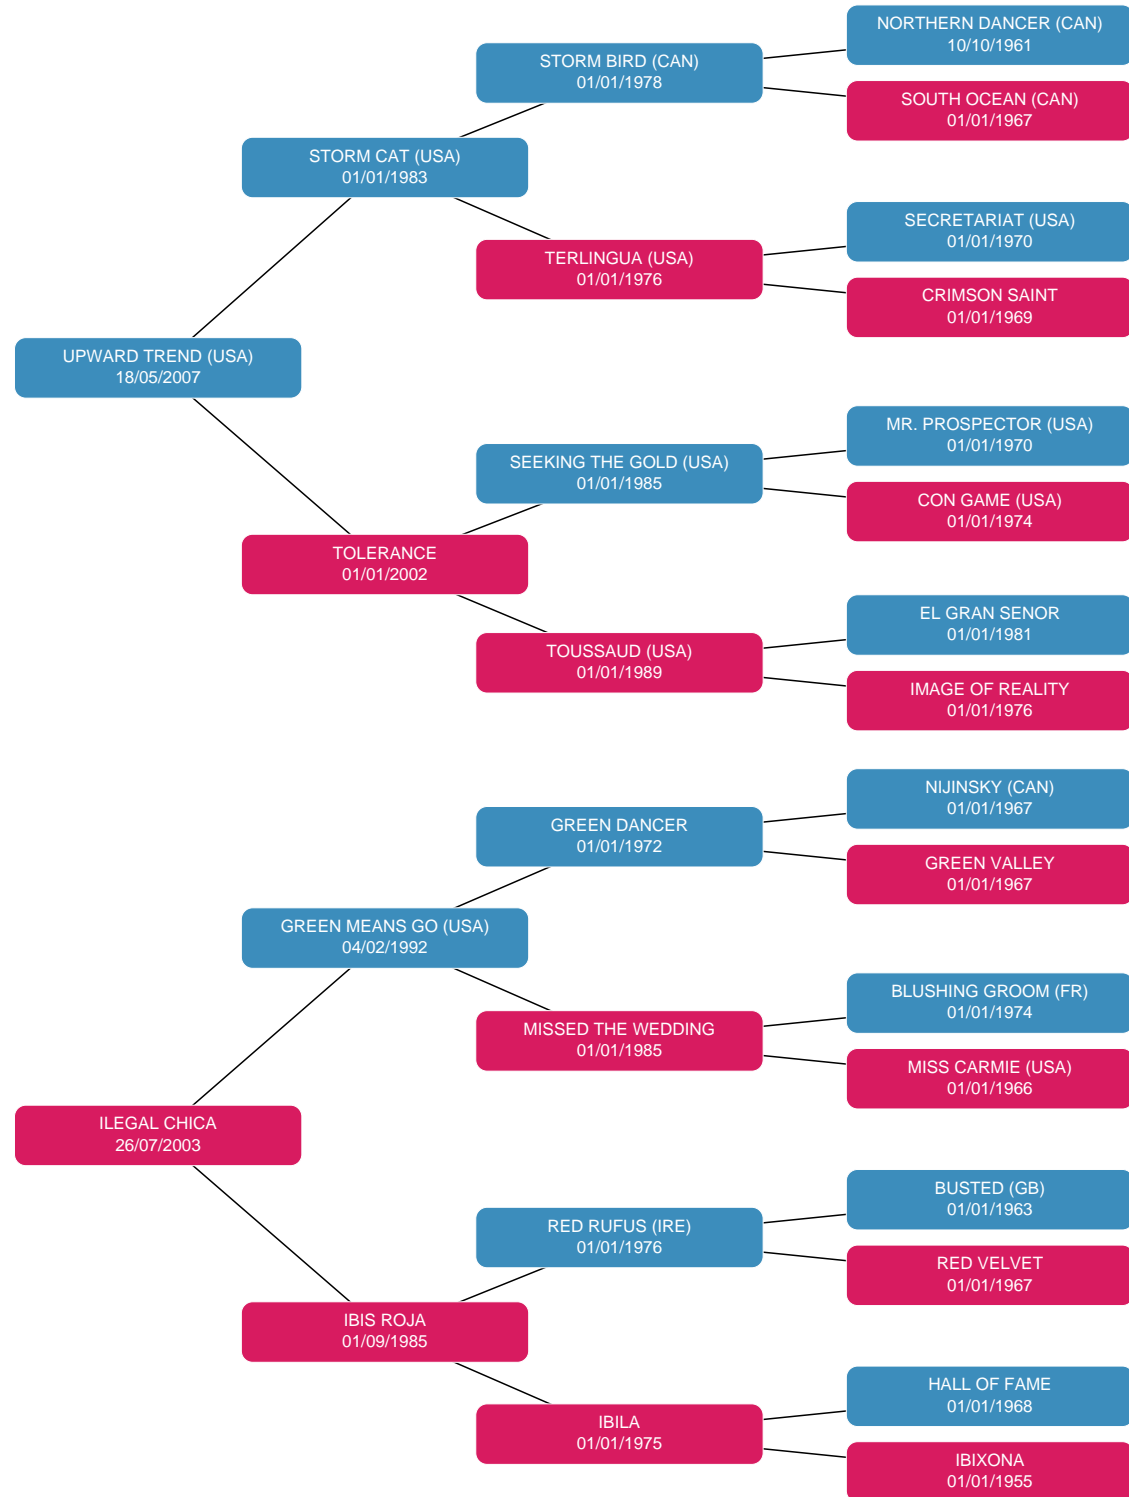 NORTHERN DANCER (CAN)
10/10/1961
STORM BIRD (CAN)
01/01/1978
SOUTH OCEAN (CAN)
01/01/1967
STORM CAT (USA)
01/01/1983
SECRETARIAT (USA)
01/01/1970
TERLINGUA (USA)
01/01/1976
CRIMSON SAINT
01/01/1969
UPWARD TREND (USA)
18/05/2007
MR. PROSPECTOR (USA)
01/01/1970
SEEKING THE GOLD (USA)
01/01/1985
CON GAME (USA)
01/01/1974
TOLERANCE
01/01/2002
EL GRAN SENOR
01/01/1981
TOUSSAUD (USA)
01/01/1989
IMAGE OF REALITY
01/01/1976
NIJINSKY (CAN)
01/01/1967
GREEN DANCER
01/01/1972
GREEN VALLEY
01/01/1967
GREEN MEANS GO (USA)
04/02/1992
BLUSHING GROOM (FR)
01/01/1974
MISSED THE WEDDING
01/01/1985
MISS CARMIE (USA)
01/01/1966
ILEGAL CHICA
26/07/2003
BUSTED (GB)
01/01/1963
RED RUFUS (IRE)
01/01/1976
RED VELVET
01/01/1967
IBIS ROJA
01/09/1985
HALL OF FAME
01/01/1968
IBILA
01/01/1975
IBIXONA
01/01/1955